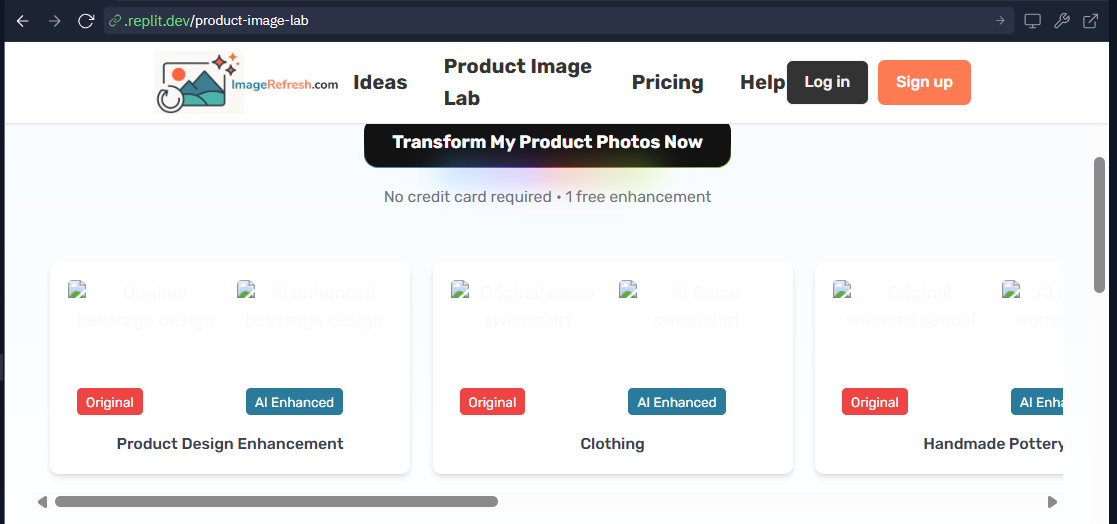 .replit.dev/product-image-lab
ImageRefresh.com
Ideas
Product Image
Lab
Pricing
Help
Log in
Sign up
Transform My Product Photos Now
No credit card required • 1 free enhancement
Original
beverage design
AI enhanced
beverage design
Original camo
sweatshirt
AI Camo
sweatshirt
Original
womens sandal
AI e
wome
Original
AI Enhanced
Original
AI Enhanced
Original
AI Enha
Product Design Enhancement
Clothing
Handmade Pottery